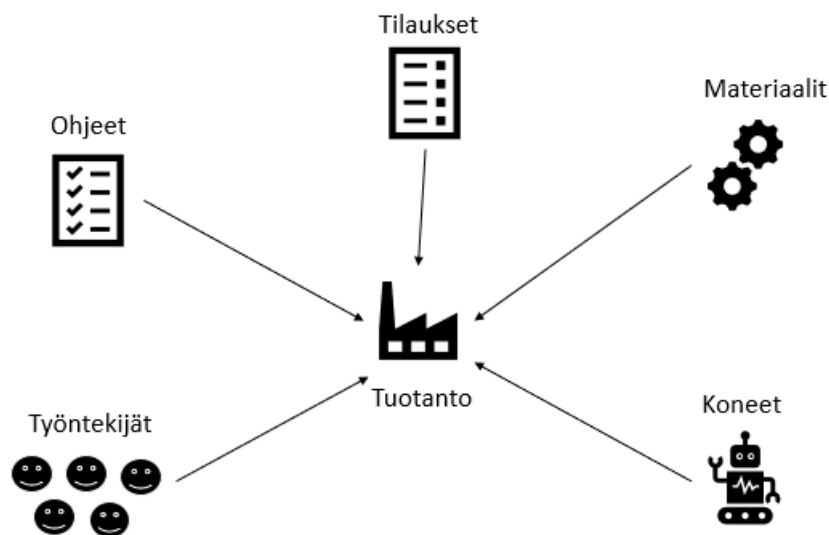 Tilaukset
Materiaalit
Ohjeet
Tuotanto
Koneet
Työntekijät